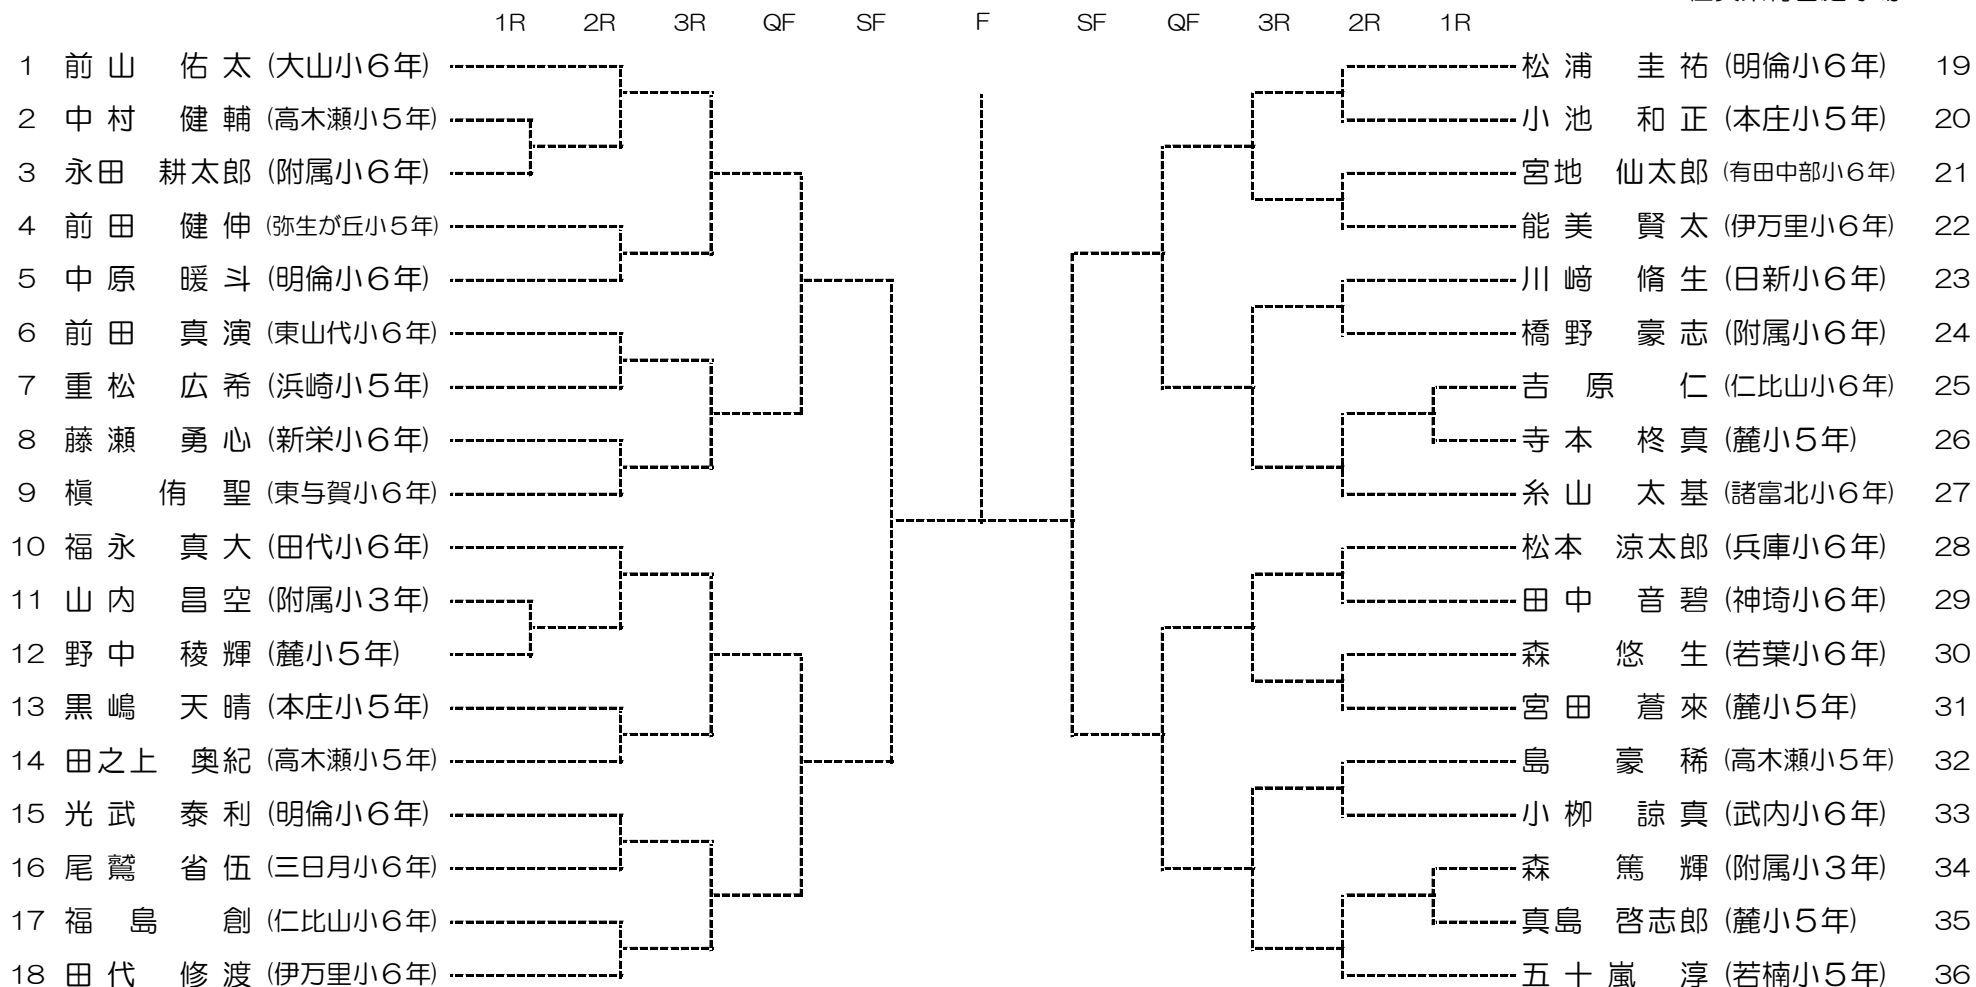 1R 2R 3R QF SF F SF QF 3R 2R 1R
1 前山 佑太 (大山小6年) 松浦 圭祐 (明倫小6年) 19
2 中村 健輔 (高木瀬小5年) 小池 和正 (本庄小5年) 20
3 永田 耕太郎 (附属小6年) 宮地 仙太郎 (有田中部小6年) 21
4 前田 健伸 (弥生が丘小5年) 能美 賢太 (伊万里小6年) 22
5 中原 暖斗 (明倫小6年) 川﨑 脩生 (日新小6年) 23
6 前田 真演 (東山代小6年) 橋野 豪志 (附属小6年) 24
7 重松 広希 (浜崎小5年) 吉原 仁 (仁比山小6年) 25
8 藤瀬 勇心 (新栄小6年) 寺本 柊真 (麓小5年) 26
9 槇 侑聖 (東与賀小6年) 糸山 太基 (諸富北小6年) 27
10 福永 真大 (田代小6年) 松本 涼太郎 (兵庫小6年) 28
11 山内 昌空 (附属小3年) 田中 音碧 (神埼小6年) 29
12 野中 稜輝 (麓小5年) 森 悠生 (若葉小6年) 30
13 黒嶋 天晴 (本庄小5年) 宮田 蒼來 (麓小5年) 31
14 田之上 奥紀 (高木瀬小5年) 島 豪稀 (高木瀬小5年) 32
15 光武 泰利 (明倫小6年) 小栁 諒真 (武内小6年) 33
16 尾鷲 省伍 (三日月小6年) 森 篤輝 (附属小3年) 34
17 福島 創 (仁比山小6年) 真島 啓志郎 (麓小5年) 35
18 田代 修渡 (伊万里小6年) 五十嵐 淳 (若楠小5年) 36